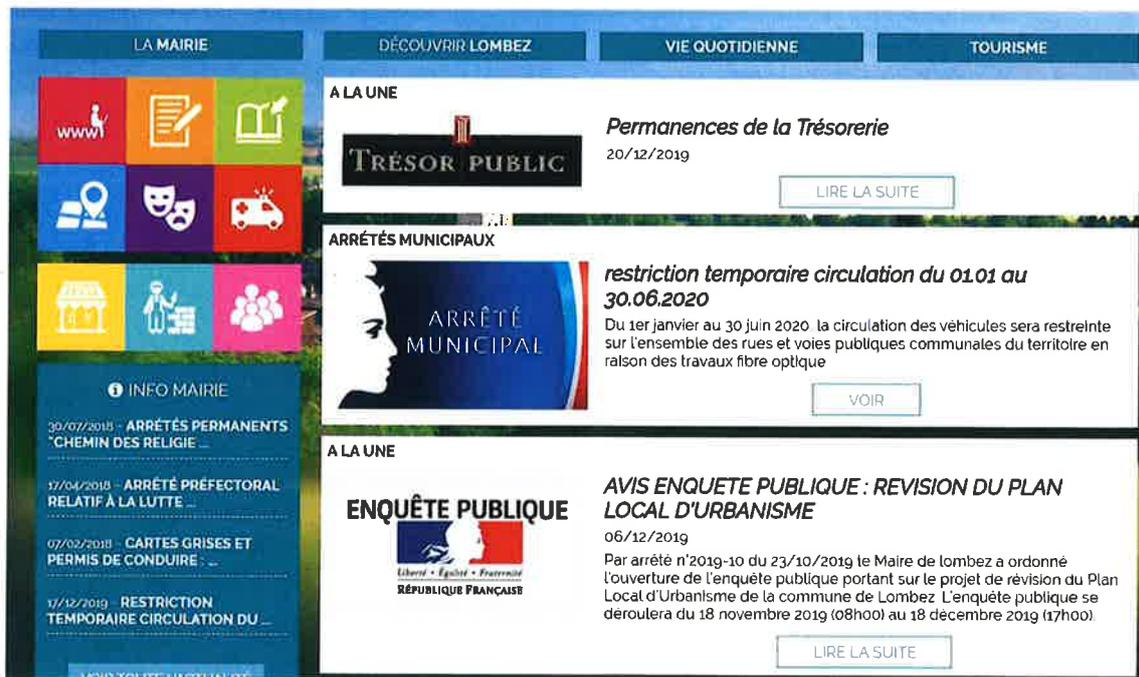 LA MAIRIE
DÉCOUVRIR LOMBEZ
VIE QUOTIDIENNE
TOURISME
www
A LA UNE
TRÉSOR PUBLIC
Permanences de la Trésorerie
20/12/2019
LIRE LA SUITE
ARRÉTÉS MUNICIPAUX
ARRÊTÉ
MUNICIPAL
restriction temporaire circulation du 01.01 au
30.06.2020
Du 1er janvier au 30 juin 2020 la circulation des véhicules sera restreinte
sur l'ensemble des rues et voies publiques communales du territoire en
raison des travaux fibre optique
VOIR
INFO MAIRIE
30/07/2018 - ARRÉTÉS PERMANENTS
"CHEMIN DES RELIGIE ...
17/04/2018 - ARRÊTÉ PRÉFECTORAL
RELATIF À LA LUTTE ...
07/02/2018 - CARTES GRISES ET
PERMIS DE CONDUIRE : ...
17/12/2019 - RESTRICTION
TEMPORAIRE CIRCULATION DU ...
VOIR TOUTE L'ACTUALITÉ
A LA UNE
ENQUÊTE PUBLIQUE
Liberté • Égalité • Fraternité
RÉPUBLIQUE FRANÇAISE
AVIS ENQUETE PUBLIQUE : REVISION DU PLAN
LOCAL D'URBANISME
06/12/2019
Par arrêté n°2019-10 du 23/10/2019 le Maire de lombez a ordonné
l'ouverture de l'enquête publique portant sur le projet de révision du Plan
Local d'Urbanisme de la commune de Lombez. L'enquête publique se
déroulera du 18 novembre 2019 (08h00) au 18 décembre 2019 (17h00).
LIRE LA SUITE